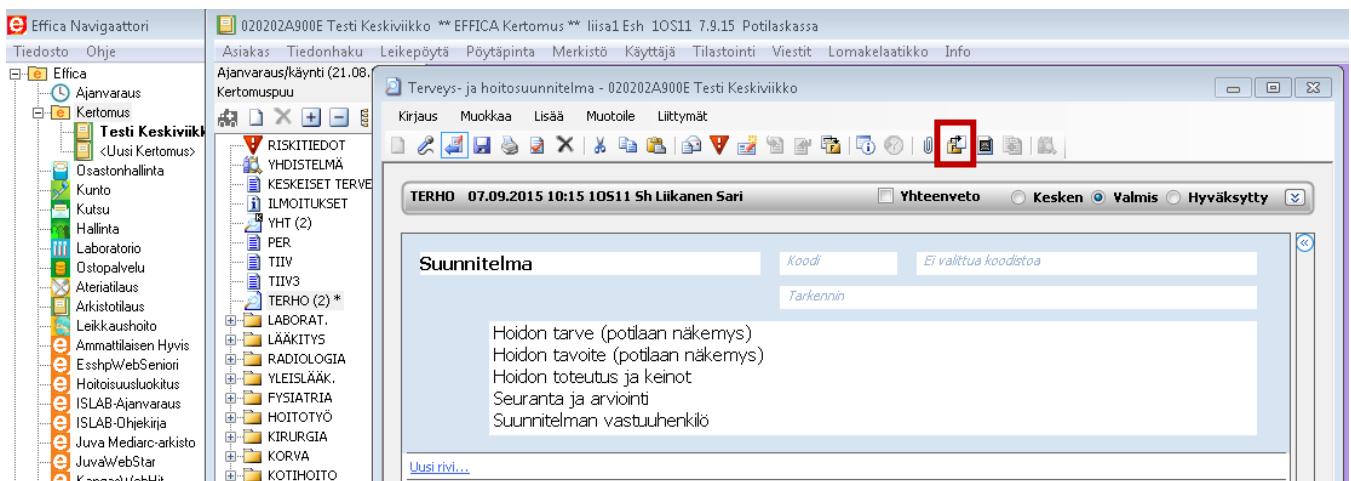 Effica Navigaattori
Tiedosto Ohje
Effica
Ajanvaraus
Kertomus
Testi Keskiviikk
<Uusi Kertomus>
Osastonhallinta
Kunto
Kutsu
Hallinta
Laboratorio
Ostopalvelu
Ateriatilaus
Arkistotilaus
Leikkaushoito
Ammattilaisen Hyvis
EsshpWebSeniori
Hoitoisuusluokitus
ISLAB-Ajanvaraus
ISLAB-Ohjekirja
Juva Mediarc-arkisto
JuvaWebStar
020202A900E Testi Keskiviikko ** EFFICA Kertomus ** liisa1 Esh 1OS11 7.9.15 Potilaskassa
Asiakas Tiedonhaku Leikepöytä Pöytäpinta Merkistö Käyttäjä Tilastointi Viestit Lomakelaatikko Info
Ajanvaraus/käynti (21.08.
Kertomuspuu
RISKITIEDOT
YHDISTELMÄ
KESKEISET TERVE
ILMOITUKSET
YHT (2)
PER
TIIV
TIIV3
TERHO (2) *
LABORAT.
LÄÄKITYS
RADIOLOGIA
YLEISLÄÄK.
FYSIATRIA
HOITOTYÖ
KIRURGIA
KORVA
KOTIHOITO
Terveys- ja hoitosuunnitelma - 020202A900E Testi Keskiviikko
Kirjaus Muokkaa Lisää Muotoile Liittymät
TERHO 07.09.2015 10:15 1OS11 Sh Liikanen Sari Yhteenveto Kesken Valmis Hyväksytty
Suunnitelma Koodi Ei valittua koodistoa
Tarkennin
Hoidon tarve (potilaan näkemys)
Hoidon tavoite (potilaan näkemys)
Hoidon toteutus ja keinot
Seuranta ja arviointi
Suunnitelman vastuuhenkilö
Uusi rivi...